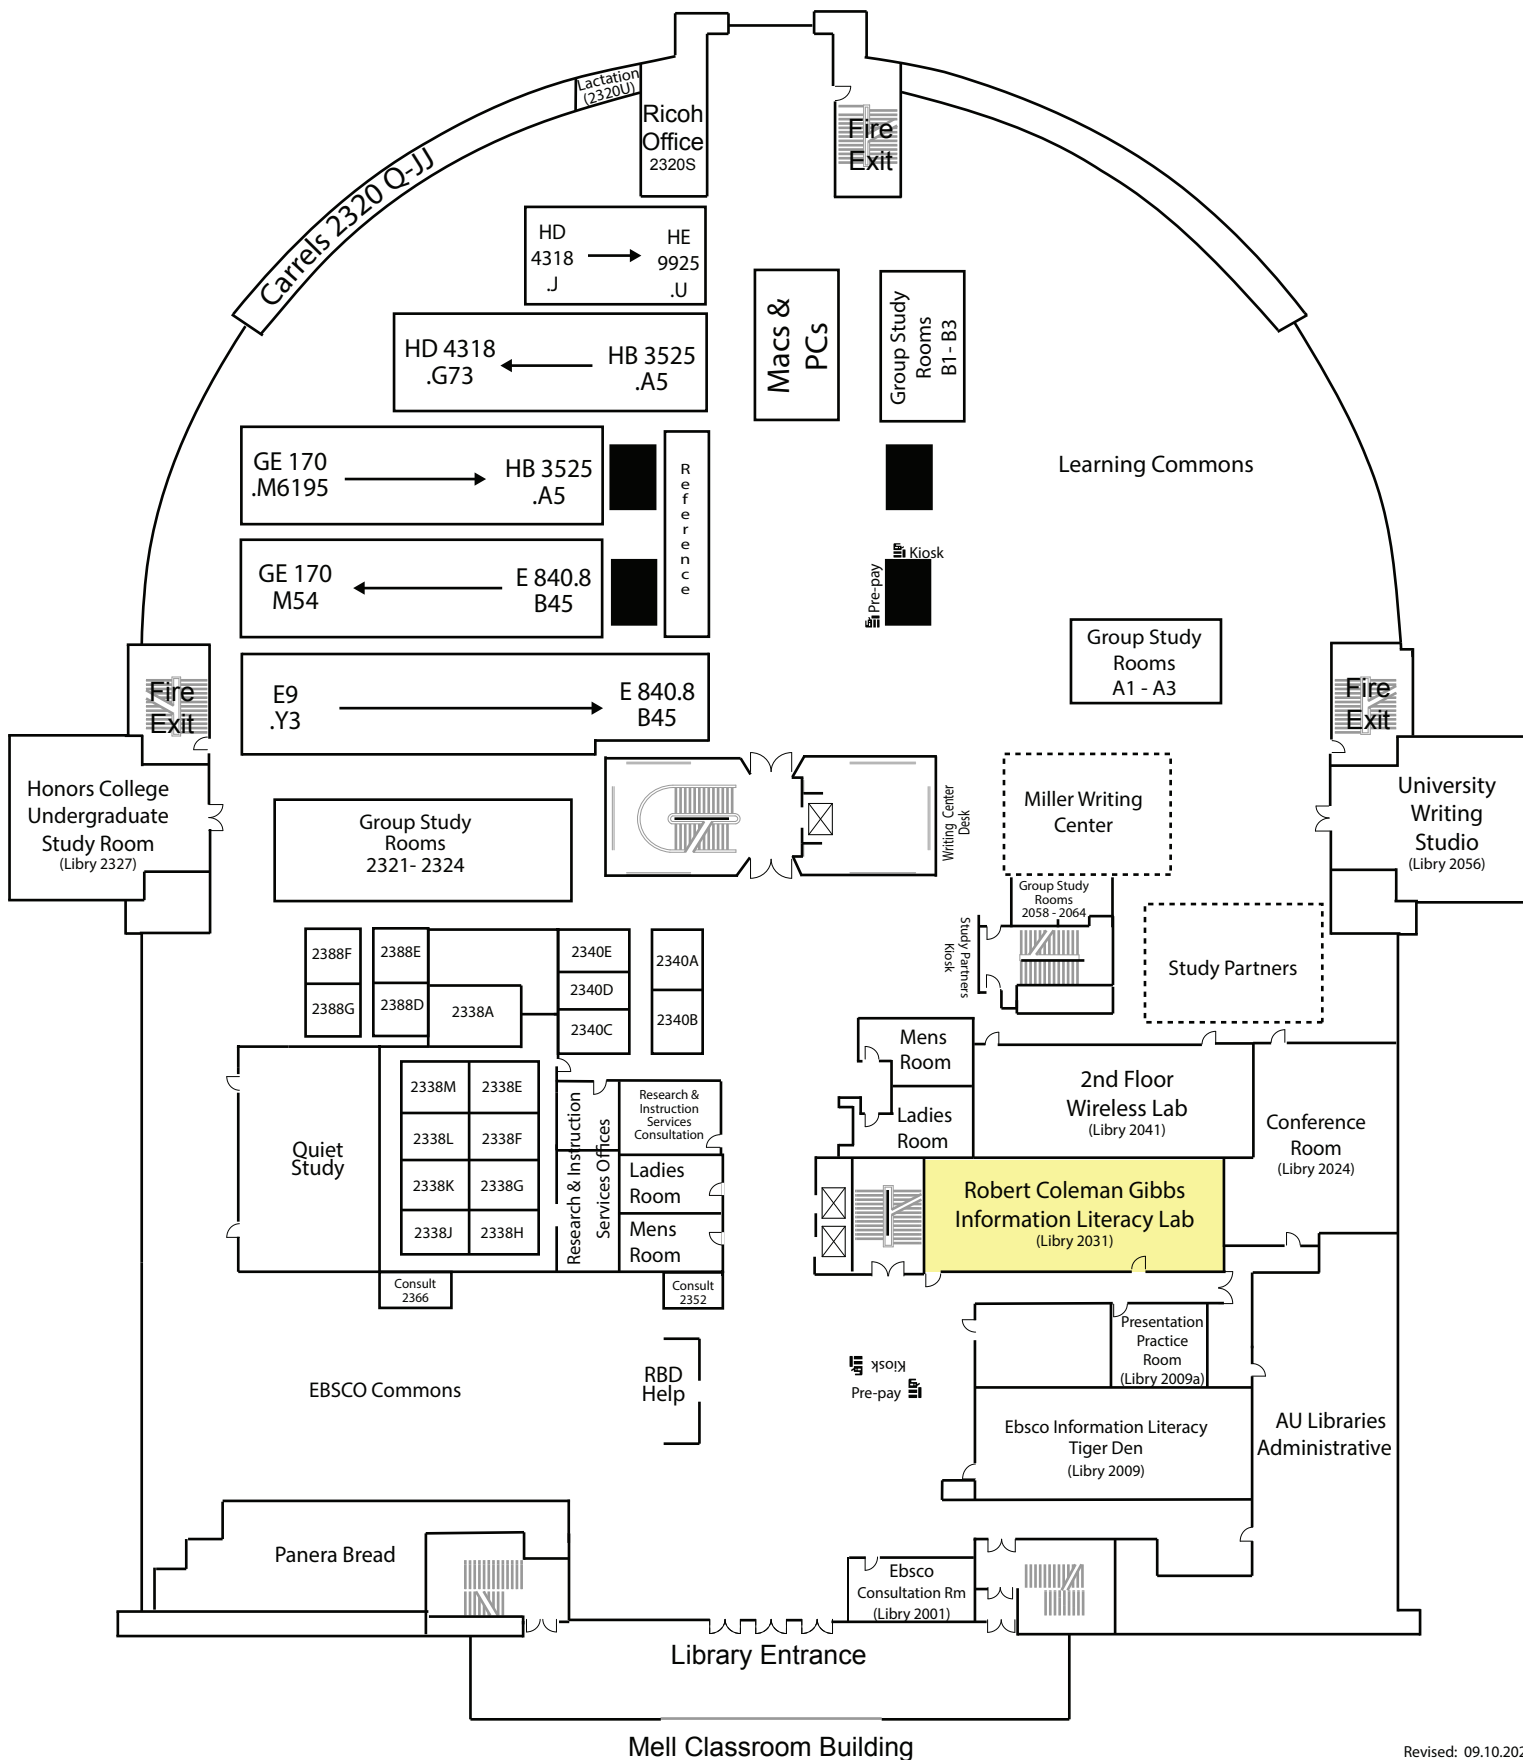 Lactation
(2320U)
Ricoh
Office
2320S
Fire
Exit
Carrels 2320 Q-JJ
HD
4318
.J
HE
9925
.U
HD 4318
.G73
HB 3525
.A5
Macs &
PCs
Group Study
Rooms
B1- B3
GE 170
.M6195
HB 3525
.A5
Reference
Learning Commons
GE 170
M54
E 840.8
B45
Kiosk
Pre-pay
Group Study
Rooms
A1 - A3
Fire
Exit
E9
.Y3
E 840.8
B45
Fire
Exit
Honors College
Undergraduate
Study Room
(Libry 2327)
Group Study
Rooms
2321- 2324
Writing Center
Desk
Miller Writing
Center
University
Writing
Studio
(Libry 2056)
Group Study
Rooms
2058 - 2064
Study Partners
Kiosk
Study Partners
2388F
2388E
2340E
2340A
2340D
2388G
2388D
2338A
2340C
2340B
Mens
Room
Ladies
Room
2nd Floor
Wireless Lab
(Libry 2041)
Conference
Room
(Libry 2024)
Quiet
Study
2338M
2338E
2338L
2338F
2338K
2338G
2338J
2338H
Research & Instruction
Services Offices
Research &
Instruction
Services
Consultation
Ladies
Room
Mens
Room
Robert Coleman Gibbs
Information Literacy Lab
(Libry 2031)
Consult
2366
Consult
2352
Presentation
Practice
Room
(Libry 2009a)
EBSCO Commons
RBD
Help
Kiosk
Pre-pay
Ebsco Information Literacy
Tiger Den
(Libry 2009)
AU Libraries
Administrative
Panera Bread
Ebsco
Consultation Rm
(Libry 2001)
Library Entrance
Mell Classroom Building
Revised: 09.10.202